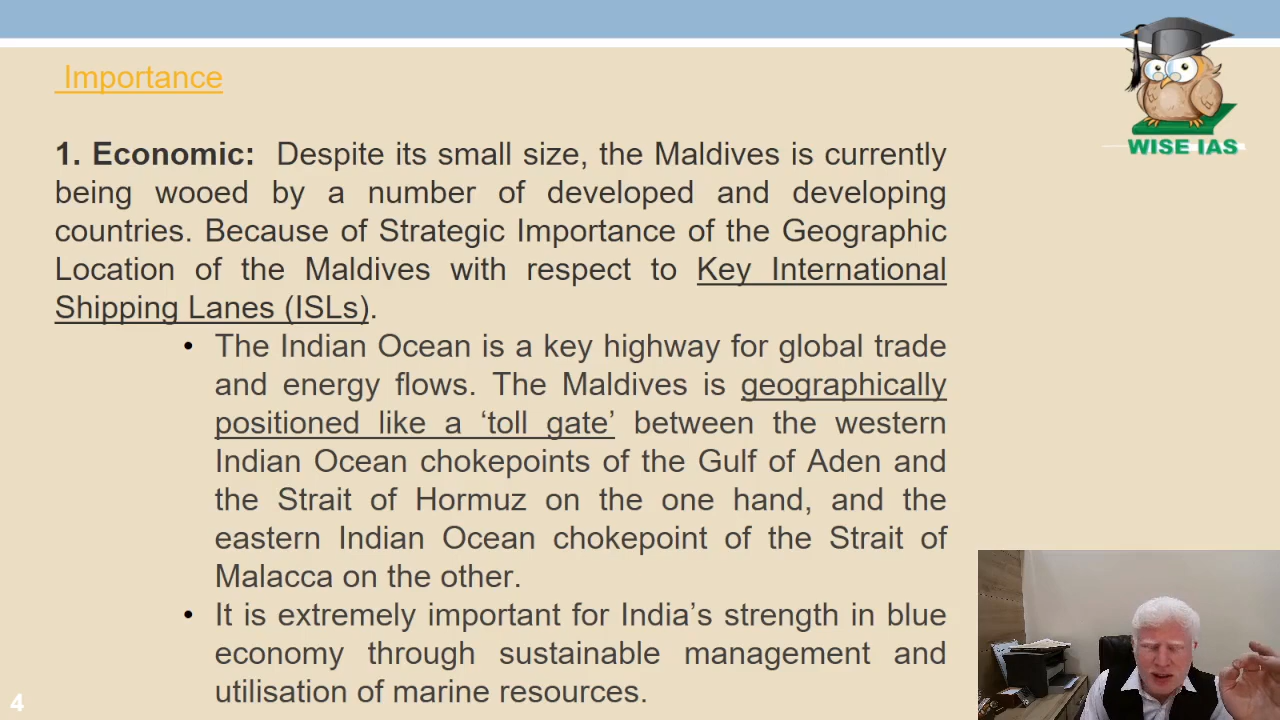 Importance
WISE IAS
1. Economic: Despite its small size, the Maldives is currently
being wooed by a number of developed and developing
countries. Because of Strategic Importance of the Geographic
Location of the Maldives with respect to Key International
Shipping Lanes (ISLs).
• The Indian Ocean is a key highway for global trade
and energy flows. The Maldives is geographically
positioned like a ‘toll gate’ between the western
Indian Ocean chokepoints of the Gulf of Aden and
the Strait of Hormuz on the one hand, and the
eastern Indian Ocean chokepoint of the Strait of
Malacca on the other.
• It is extremely important for India’s strength in blue
economy through sustainable management and
utilisation of marine resources.
4